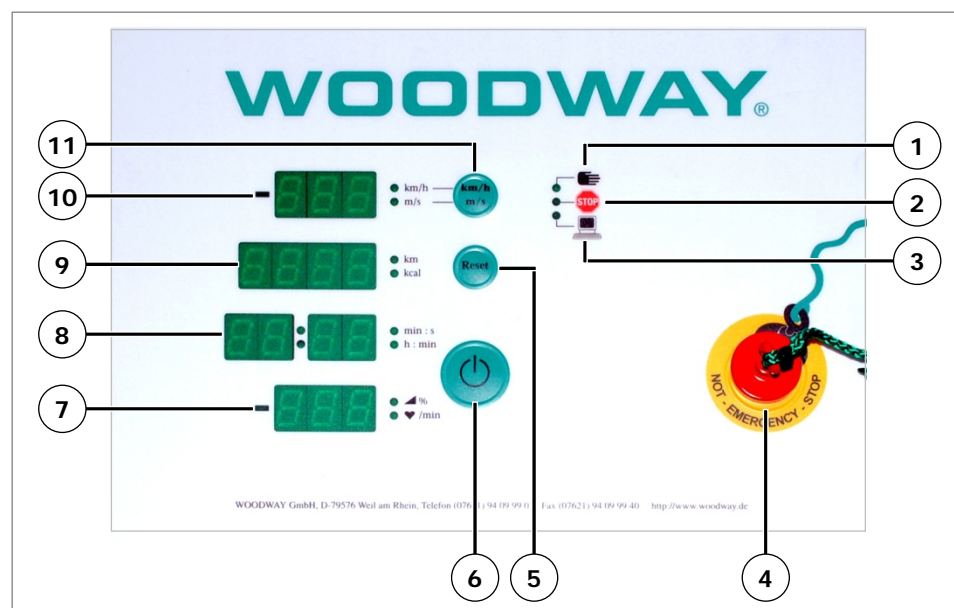 WOODWAY®
11
1
10
km/h
m/s
km/h
m/s
STOP
2
9
km
kcal
Reset
3
8
min : s
h : min
7
%
/min
NOT - EMERGENCY - STOP
WOODWAY GmbH, D-79576 Weil am Rhein, Telefon (07621) 94 09 99 0 Fax (07621) 94 09 99 40 http://www.woodway.de
6
5
4